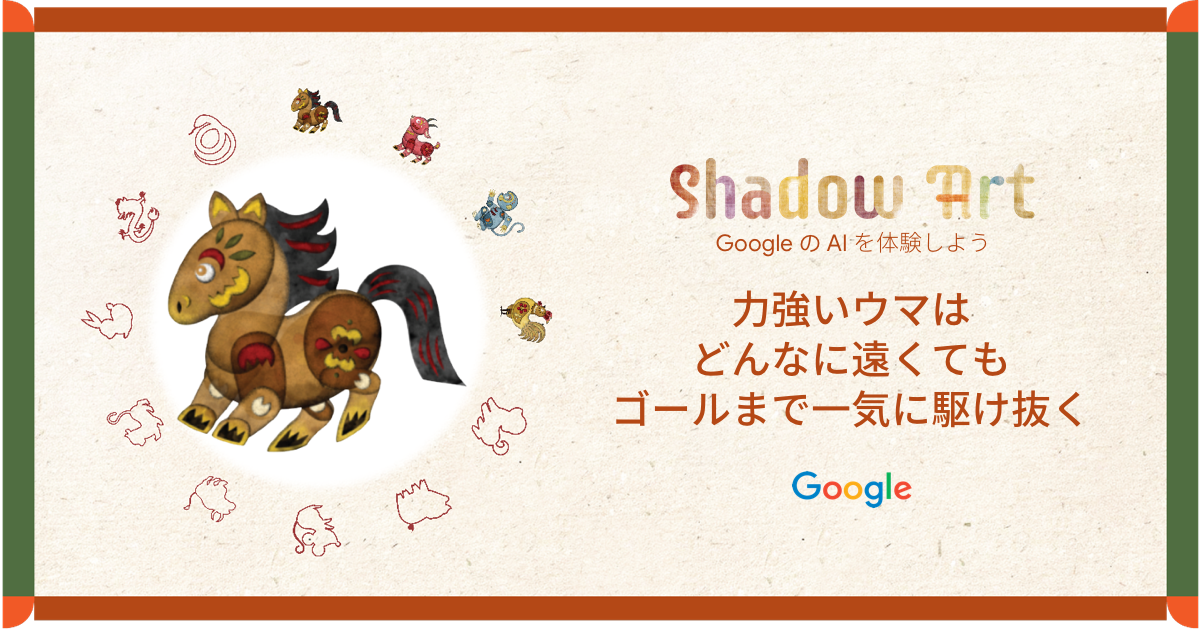 Shadow Art
Google の AI を体験しよう
力強いウマは
どんなに遠くても
ゴールまで一気に駆け抜く
Google